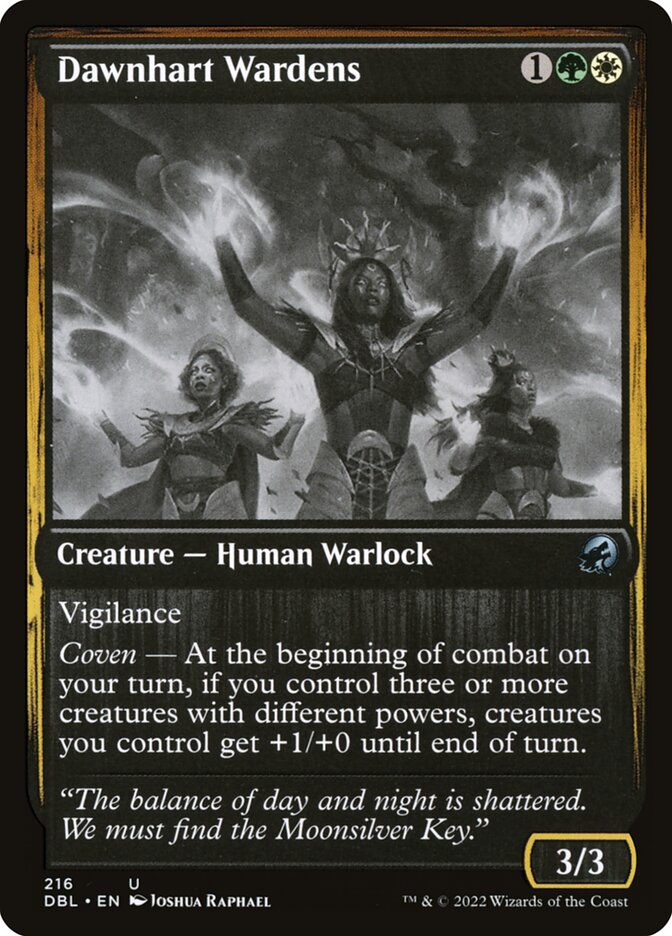 Dawnhart Wardens 1
Creature — Human Warlock
Vigilance
Coven — At the beginning of combat on
your turn, if you control three or more
creatures with different powers, creatures
you control get +1/+0 until end of turn.
“The balance of day and night is shattered.
We must find the Moonsilver Key.”
3/3
216 U
DBL • EN Joshua Raphael ™ & © 2022 Wizards of the Coast